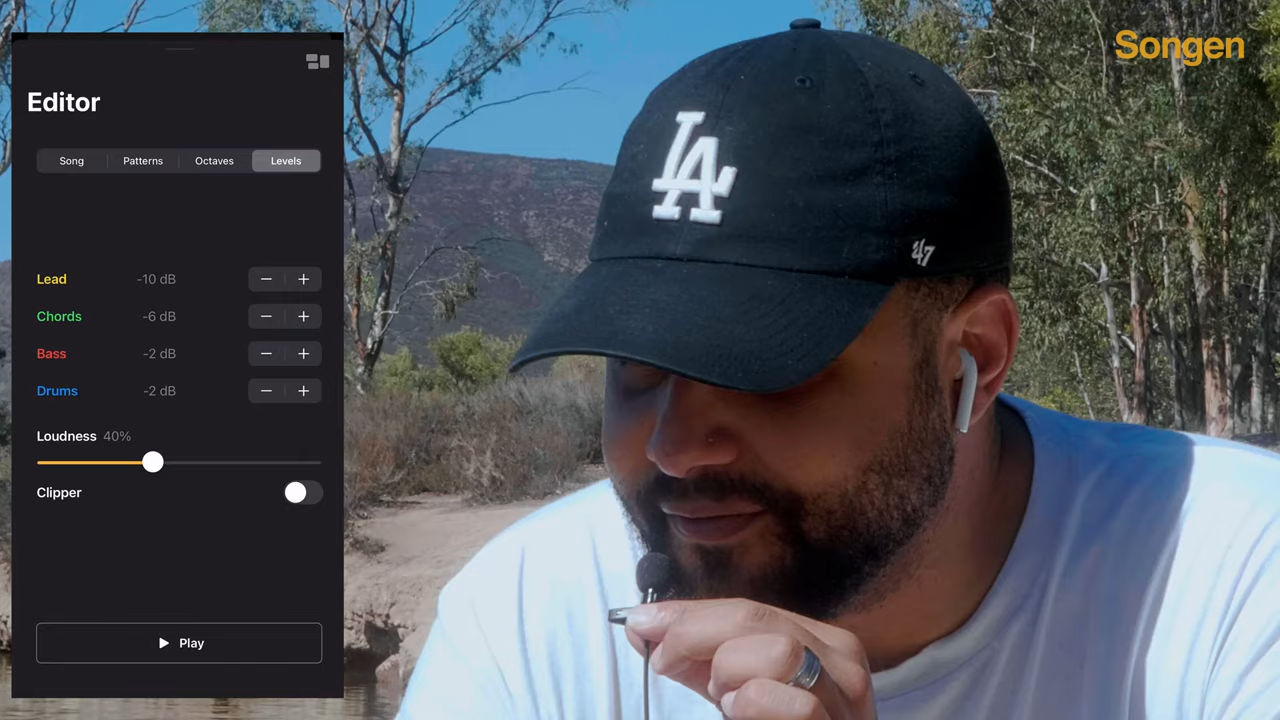 Songen
Editor
Song Patterns Octaves Levels
Lead -10 dB − +
Chords -6 dB − +
Bass -2 dB − +
Drums -2 dB − +
Loudness 40%
Clipper
Play
LA
47